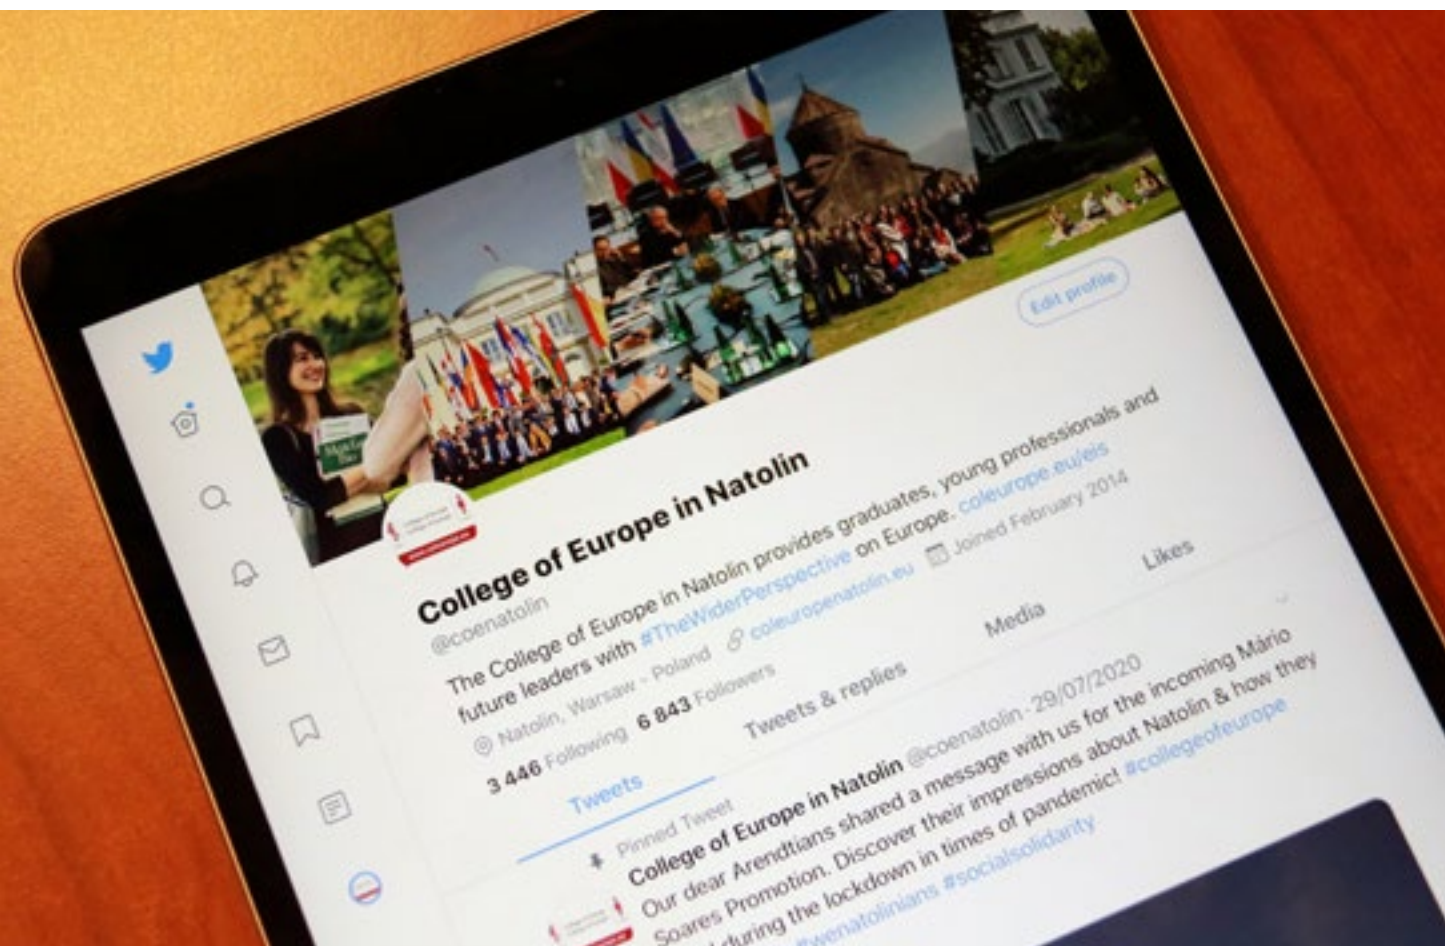 Edit profile
College of Europe in Natolin
@coenatolin
The College of Europe in Natolin provides graduates, young professionals and
future leaders with #TheWiderPerspective on Europe. coleurope.eu/eis
Natolin, Warsaw - Poland coleuropenatolin.eu Joined February 2014
3 446 Following 6 843 Followers
Tweets Tweets & replies Media Likes
Pinned Tweet
College of Europe in Natolin @coenatolin · 29/07/2020
Our dear Arendtians shared a message with us for the incoming Mário
Soares Promotion. Discover their impressions about Natolin & how they
during the lockdown in times of pandemic! #collegeofeurope
#socialsolidarity